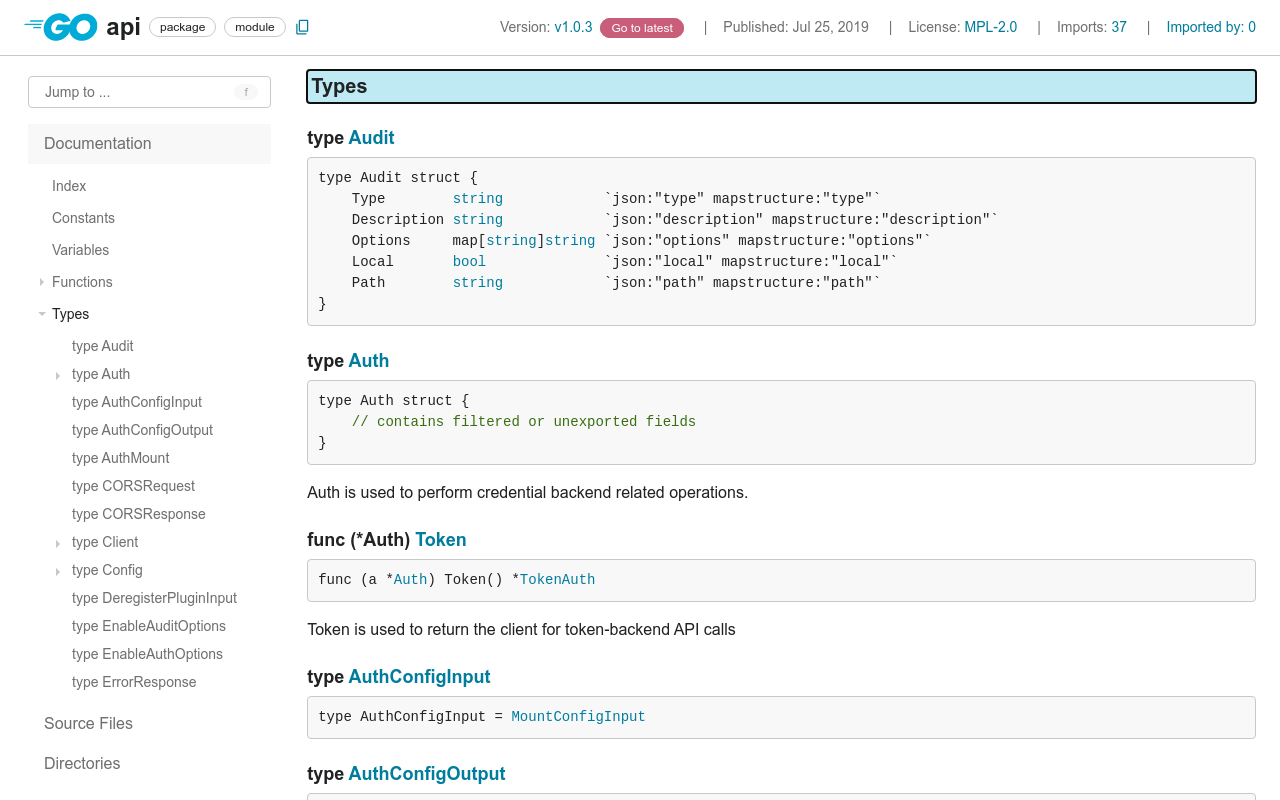 GO api package module Version: v1.0.3 Go to latest | Published: Jul 25, 2019 | License: MPL-2.0 | Imports: 37 | Imported by: 0
Jump to ... f
Documentation
Index
Constants
Variables
Functions
Types
type Audit
type Auth
type AuthConfigInput
type AuthConfigOutput
type AuthMount
type CORSRequest
type CORSResponse
type Client
type Config
type DeregisterPluginInput
type EnableAuditOptions
type EnableAuthOptions
type ErrorResponse
Source Files
Directories
Types
type Audit
type Audit struct {
    Type        string            `json:"type" mapstructure:"type"`
    Description string            `json:"description" mapstructure:"description"`
    Options     map[string]string `json:"options" mapstructure:"options"`
    Local       bool              `json:"local" mapstructure:"local"`
    Path        string            `json:"path" mapstructure:"path"`
}
type Auth
type Auth struct {
    // contains filtered or unexported fields
}
Auth is used to perform credential backend related operations.
func (*Auth) Token
func (a *Auth) Token() *TokenAuth
Token is used to return the client for token-backend API calls
type AuthConfigInput
type AuthConfigInput = MountConfigInput
type AuthConfigOutput